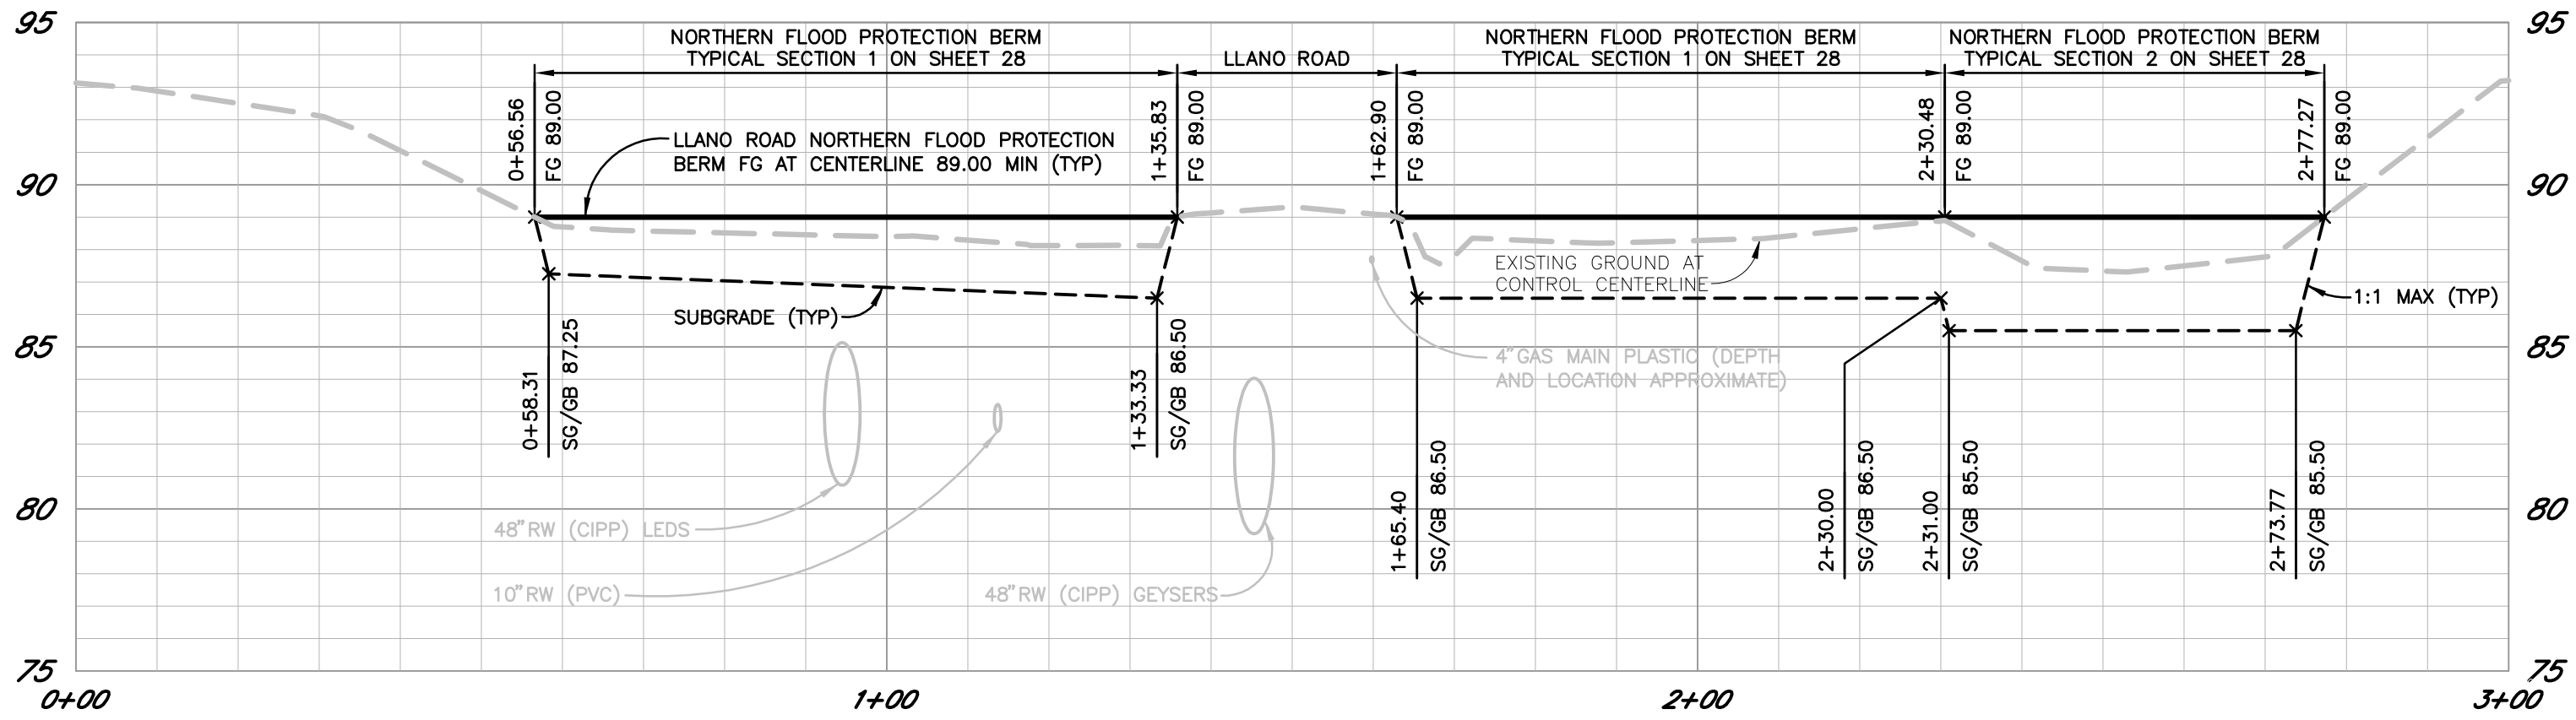 95
95
NORTHERN FLOOD PROTECTION BERM
TYPICAL SECTION 1 ON SHEET 28
LLANO ROAD
NORTHERN FLOOD PROTECTION BERM
TYPICAL SECTION 1 ON SHEET 28
NORTHERN FLOOD PROTECTION BERM
TYPICAL SECTION 2 ON SHEET 28
0+56.56
FG 89.00
LLANO ROAD NORTHERN FLOOD PROTECTION
BERM FG AT CENTERLINE 89.00 MIN (TYP)
1+35.83
FG 89.00
1+62.90
FG 89.00
2+30.48
FG 89.00
2+77.27
FG 89.00
90
90
EXISTING GROUND AT
CONTROL CENTERLINE
1:1 MAX (TYP)
SUBGRADE (TYP)
85
85
4" GAS MAIN PLASTIC (DEPTH
AND LOCATION APPROXIMATE)
0+58.31
SG/GB 87.25
1+33.33
SG/GB 86.50
1+65.40
SG/GB 86.50
2+30.00
SG/GB 86.50
2+31.00
SG/GB 85.50
2+73.77
SG/GB 85.50
80
80
48" RW (CIPP) LEDS
10" RW (PVC)
48" RW (CIPP) GEYSERS
75
75
0+00
1+00
2+00
3+00